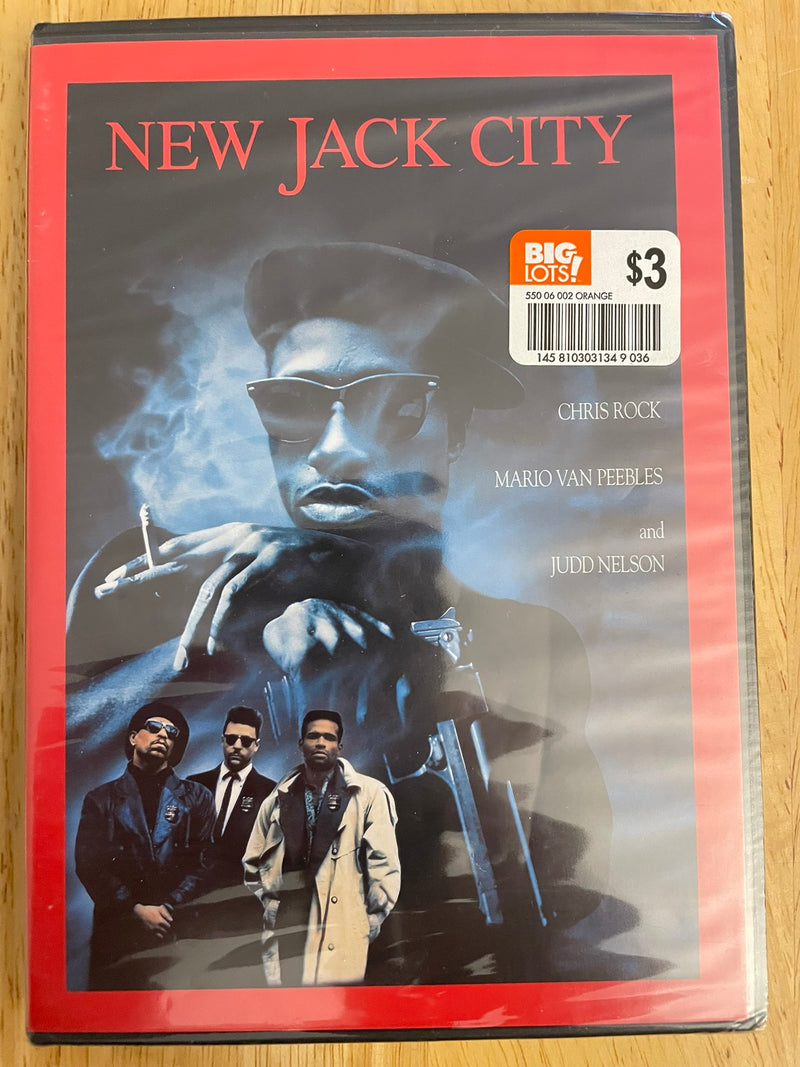 NEW JACK CITY
BIG
LOTS!
$3
550 06 002 ORANGE
145 810303134 9 036
CHRIS ROCK
MARIO VAN PEEBLES
and
JUDD NELSON